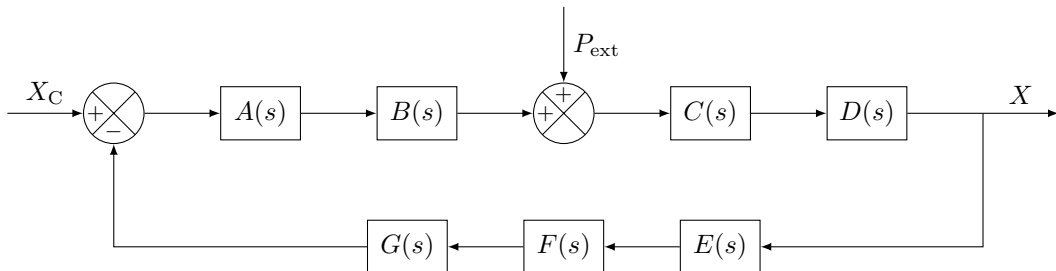 P_ext
X_C + − A(s) B(s) + + C(s) D(s) X
G(s) F(s) E(s)